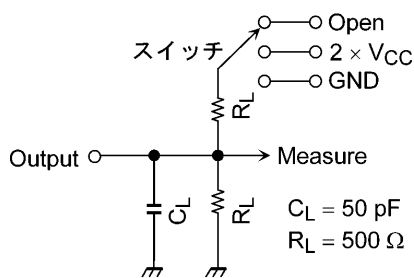 スイッチ
Open
2 × VCC
GND
RL
Output
Measure
CL
RL
CL = 50 pF
RL = 500 Ω